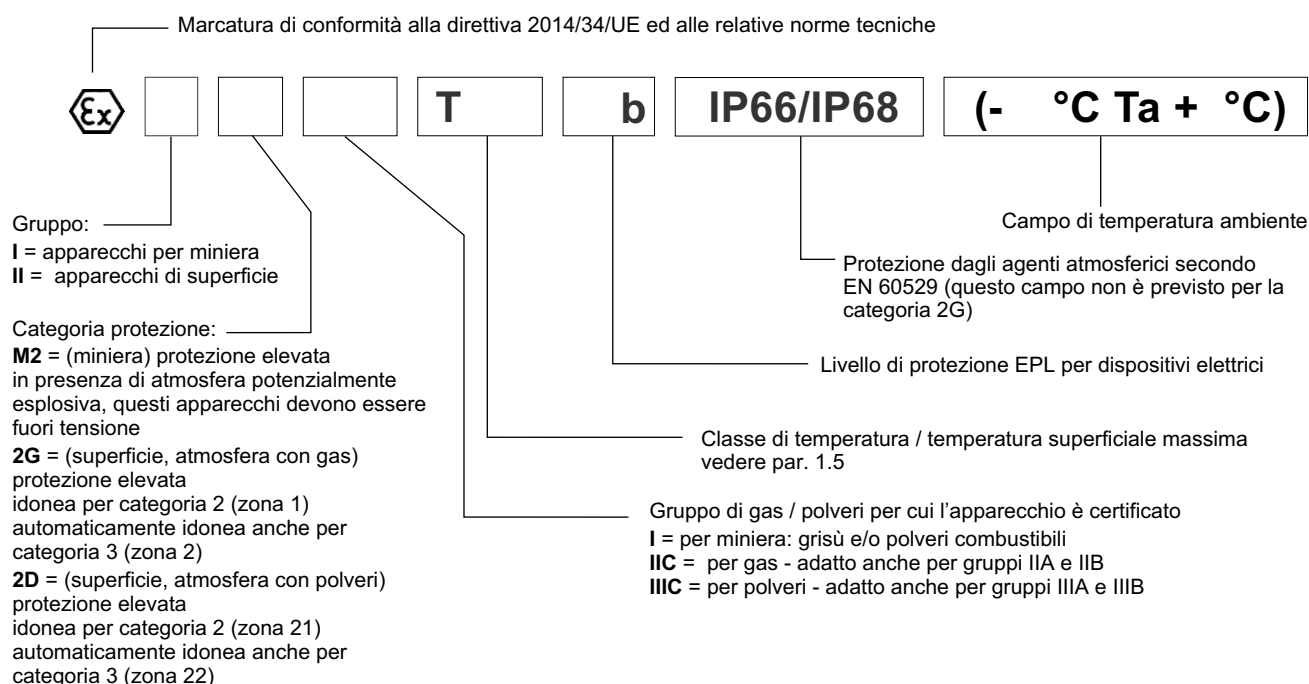 Marcatura di conformità alla direttiva 2014/34/UE ed alle relative norme tecniche
Ex
T
b
IP66/IP68
(- °C Ta + °C)
Gruppo:
I = apparecchi per miniera
II = apparecchi di superficie
Categoria protezione:
M2 = (miniera) protezione elevata
in presenza di atmosfera potenzialmente
esplosiva, questi apparecchi devono essere
fuori tensione
2G = (superficie, atmosfera con gas)
protezione elevata
idonea per categoria 2 (zona 1)
automaticamente idonea anche per
categoria 3 (zona 2)
2D = (superficie, atmosfera con polveri)
protezione elevata
idonea per categoria 2 (zona 21)
automaticamente idonea anche per
categoria 3 (zona 22)
Campo di temperatura ambiente
Protezione dagli agenti atmosferici secondo
EN 60529 (questo campo non è previsto per la
categoria 2G)
Livello di protezione EPL per dispositivi elettrici
Classe di temperatura / temperatura superficiale massima
vedere par. 1.5
Gruppo di gas / polveri per cui l'apparecchio è certificato
I = per miniera: grisù e/o polveri combustibili
IIC = per gas - adatto anche per gruppi IIA e IIB
IIIC = per polveri - adatto anche per gruppi IIIA e IIIB